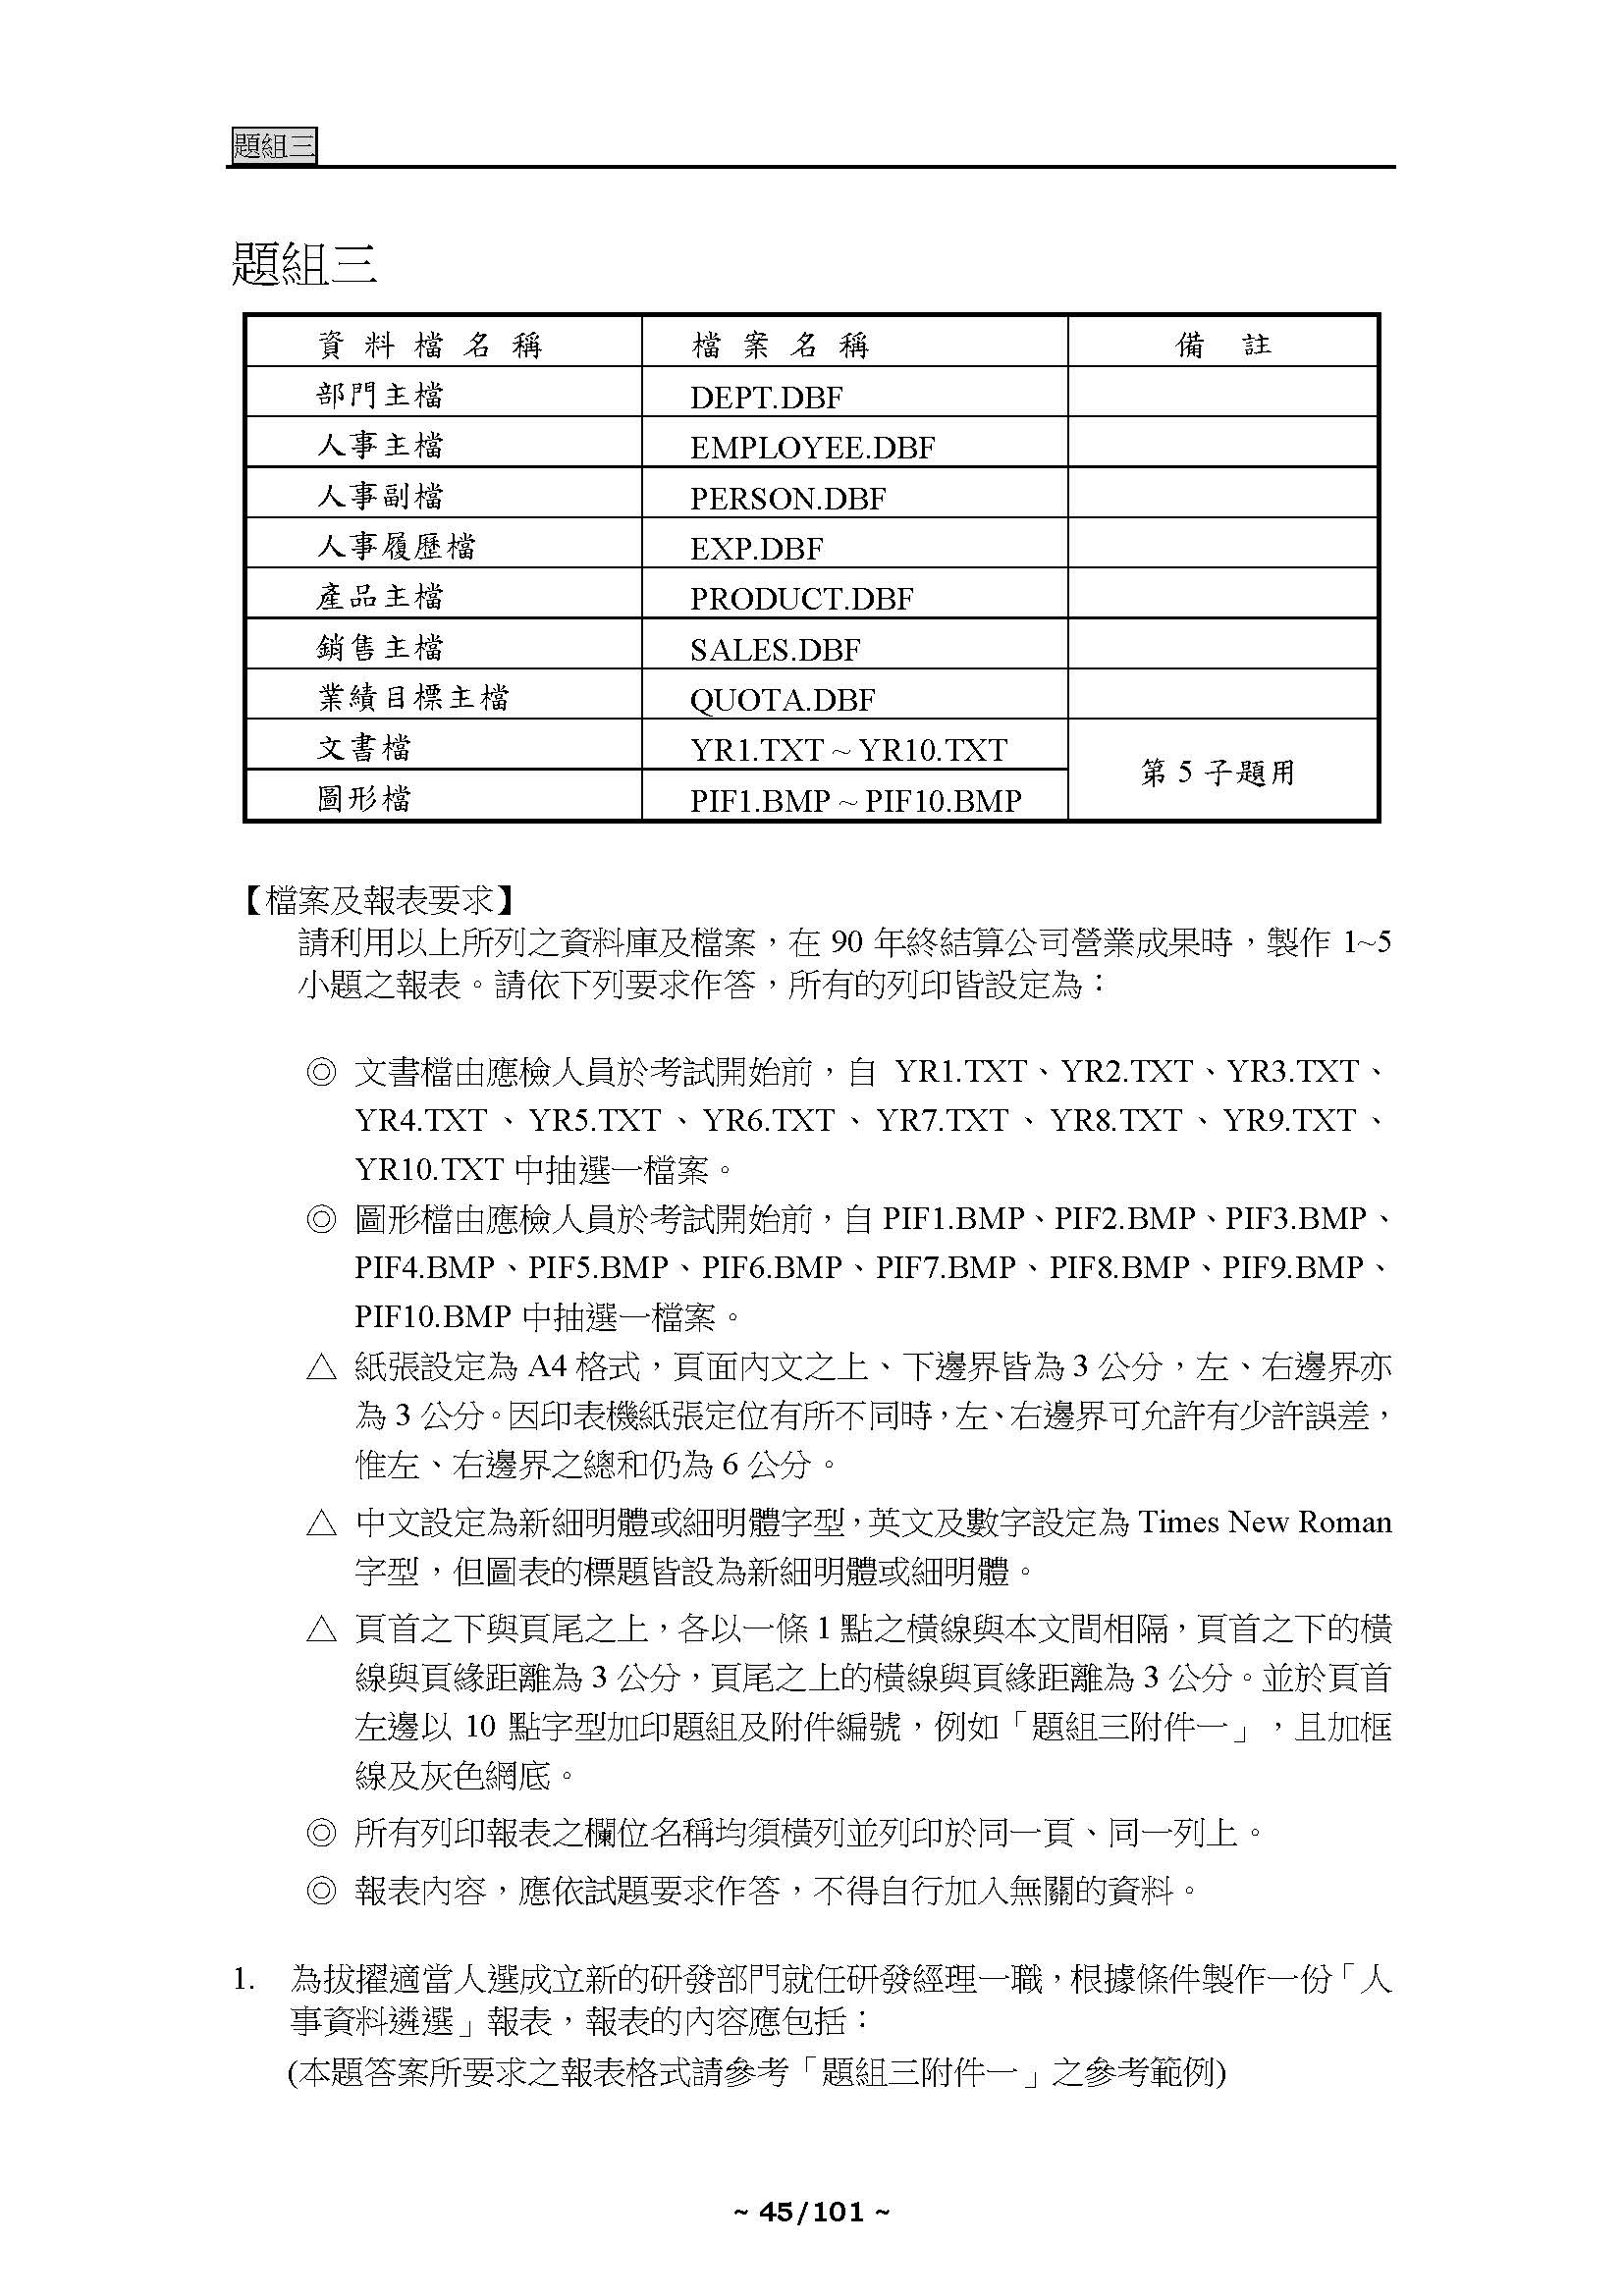 題組三
題組三
資料檔名稱 檔案名稱 備 註
部門主檔 DEPT.DBF
人事主檔 EMPLOYEE.DBF
人事副檔 PERSON.DBF
人事履歷檔 EXP.DBF
產品主檔 PRODUCT.DBF
銷售主檔 SALES.DBF
業績目標主檔 QUOTA.DBF
文書檔 YR1.TXT ~ YR10.TXT
第 5 子題用
圖形檔 PIF1.BMP ~ PIF10.BMP
【檔案及報表要求】
請利用以上所列之資料庫及檔案，在 90 年終結算公司營業成果時，製作 1~5
小題之報表。請依下列要求作答，所有的列印皆設定為：
◎ 文書檔由應檢人員於考試開始前，自 YR1.TXT、YR2.TXT、YR3.TXT、
YR4.TXT、YR5.TXT、YR6.TXT、YR7.TXT、YR8.TXT、YR9.TXT、
YR10.TXT 中抽選一檔案。
◎ 圖形檔由應檢人員於考試開始前，自 PIF1.BMP、PIF2.BMP、PIF3.BMP、
PIF4.BMP、PIF5.BMP、PIF6.BMP、PIF7.BMP、PIF8.BMP、PIF9.BMP、
PIF10.BMP 中抽選一檔案。
△ 紙張設定為 A4 格式，頁面內文之上、下邊界皆為 3 公分，左、右邊界亦
為 3 公分。因印表機紙張定位有所不同時，左、右邊界可允許有少許誤差，
惟左、右邊界之總和仍為 6 公分。
△ 中文設定為新細明體或細明體字型，英文及數字設定為 Times New Roman
字型，但圖表的標題皆設為新細明體或細明體。
△ 頁首之下與頁尾之上，各以一條 1 點之橫線與本文間相隔，頁首之下的橫
線與頁緣距離為 3 公分，頁尾之上的橫線與頁緣距離為 3 公分。並於頁首
左邊以 10 點字型加印題組及附件編號，例如「題組三附件一」，且加框
線及灰色網底。
◎ 所有列印報表之欄位名稱均須橫列並列印於同一頁、同一列上。
◎ 報表內容，應依試題要求作答，不得自行加入無關的資料。
1. 為拔擢適當人選成立新的研發部門就任研發經理一職，根據條件製作一份「人
事資料遴選」報表，報表的內容應包括：
(本題答案所要求之報表格式請參考「題組三附件一」之參考範例)
~ 45/101 ~